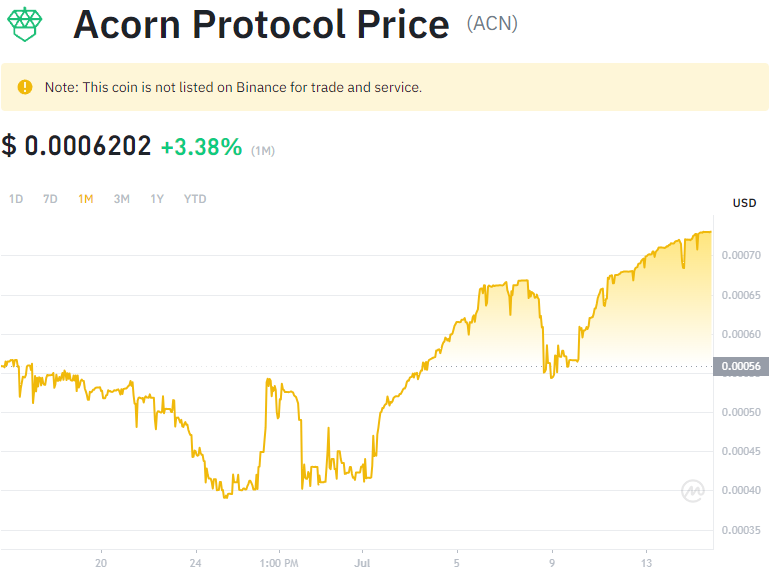 Acorn Protocol Price (ACN)
Note: This coin is not listed on Binance for trade and service.
$ 0.0006202 +3.38% (1M)
1D 7D 1M 3M 1Y YTD
USD
0.00070
0.00065
0.00060
0.00056
0.00050
0.00045
0.00040
0.00035
20 24 1:00 PM Jul 5 9 13